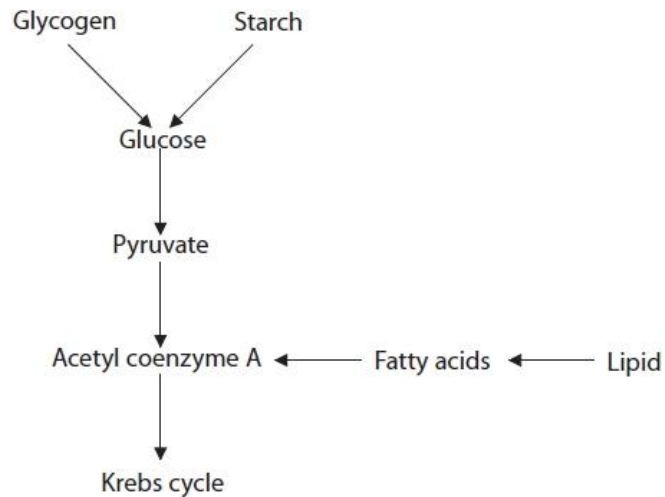 Glycogen
Starch
Glucose
Pyruvate
Acetyl coenzyme A
Fatty acids
Lipid
Krebs cycle